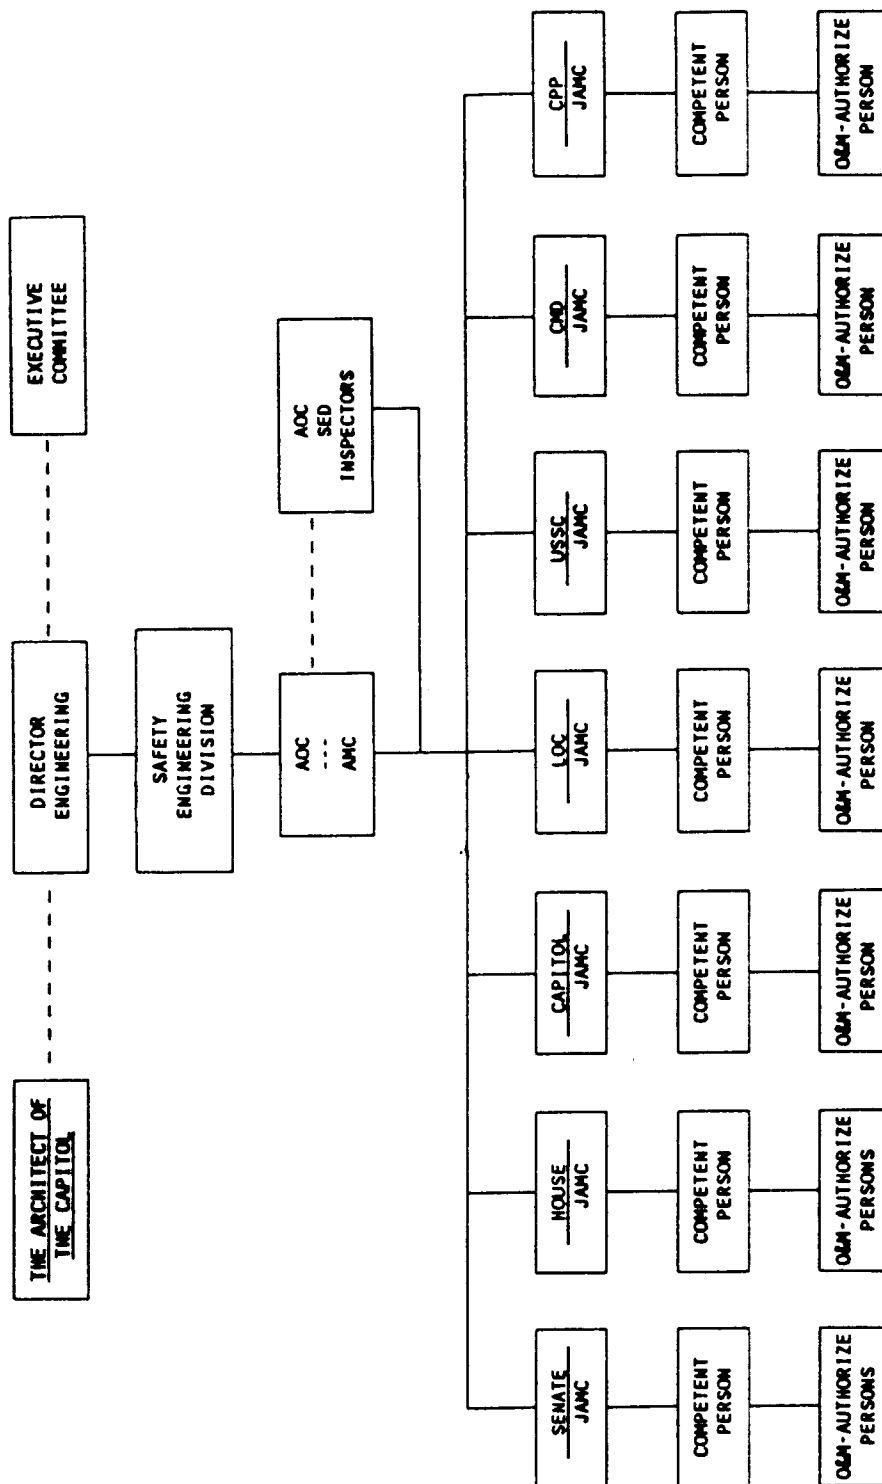 THE ARCHITECT OF
THE CAPITOL
DIRECTOR
ENGINEERING
EXECUTIVE
COMMITTEE
SAFETY
ENGINEERING
DIVISION
AOC
---
AMC
AOC
SED
INSPECTORS
SENATE
JAMC
HOUSE
JAMC
CAPITOL
JAMC
LOC
JAMC
USSC
JAMC
CMD
JAMC
CPP
JAMC
COMPETENT
PERSON
COMPETENT
PERSON
COMPETENT
PERSON
COMPETENT
PERSON
COMPETENT
PERSON
COMPETENT
PERSON
COMPETENT
PERSON
O&M-AUTHORIZE
PERSONS
O&M-AUTHORIZE
PERSONS
O&M-AUTHORIZE
PERSON
O&M-AUTHORIZE
PERSON
O&M-AUTHORIZE
PERSON
O&M-AUTHORIZE
PERSON
O&M-AUTHORIZE
PERSON